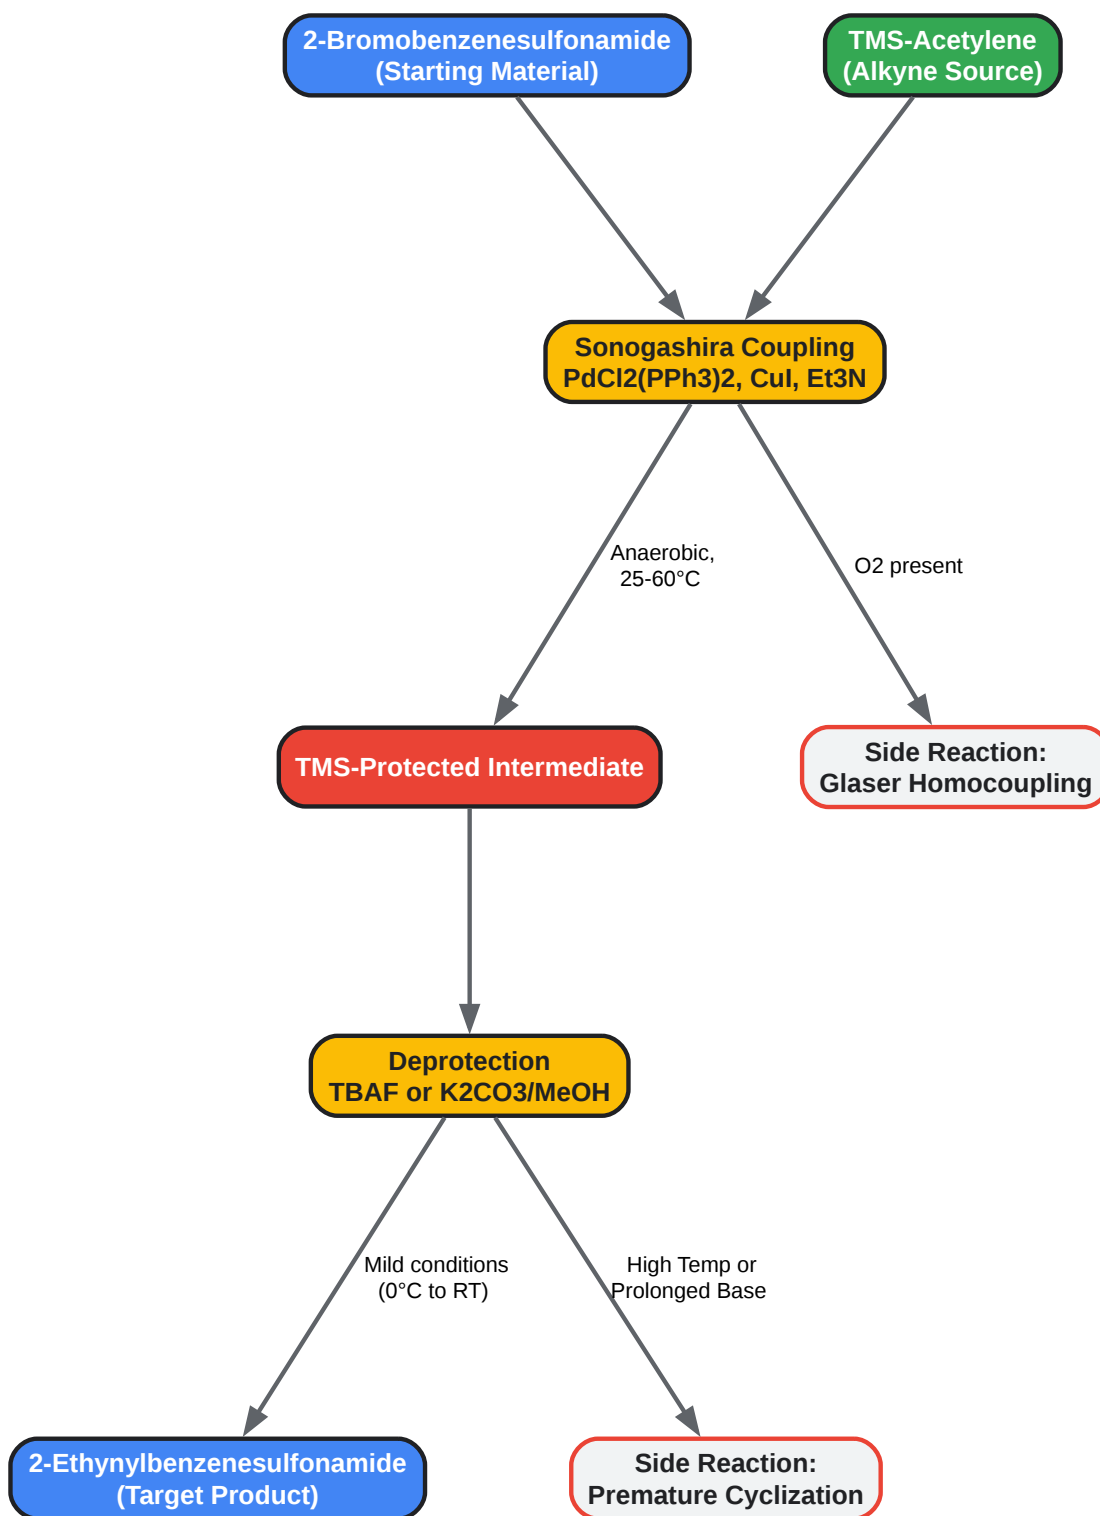 2-Bromobenzenesulfonamide
(Starting Material)
TMS-Acetylene
(Alkyne Source)
Sonogashira Coupling
PdCl2(PPh3)2, CuI, Et3N
Anaerobic,
25-60°C
O2 present
TMS-Protected Intermediate
Side Reaction:
Glaser Homocoupling
Deprotection
TBAF or K2CO3/MeOH
Mild conditions
(0°C to RT)
High Temp or
Prolonged Base
2-Ethynylbenzenesulfonamide
(Target Product)
Side Reaction:
Premature Cyclization